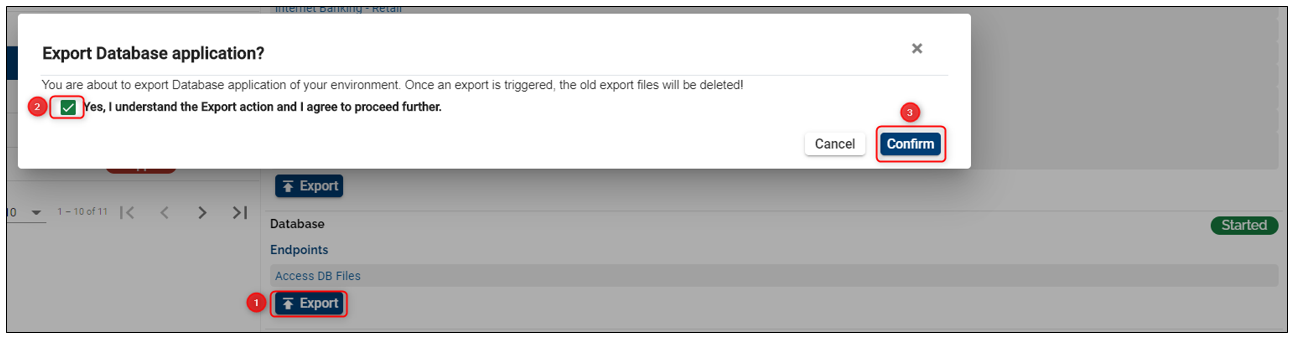 Internet Banking - Retail
Export Database application?
×
You are about to export Database application of your environment. Once an export is triggered, the old export files will be deleted!
2
Yes, I understand the Export action and I agree to proceed further.
3
Cancel
Confirm
Export
10
1 – 10 of 11
Database
Started
Endpoints
Access DB Files
1
Export